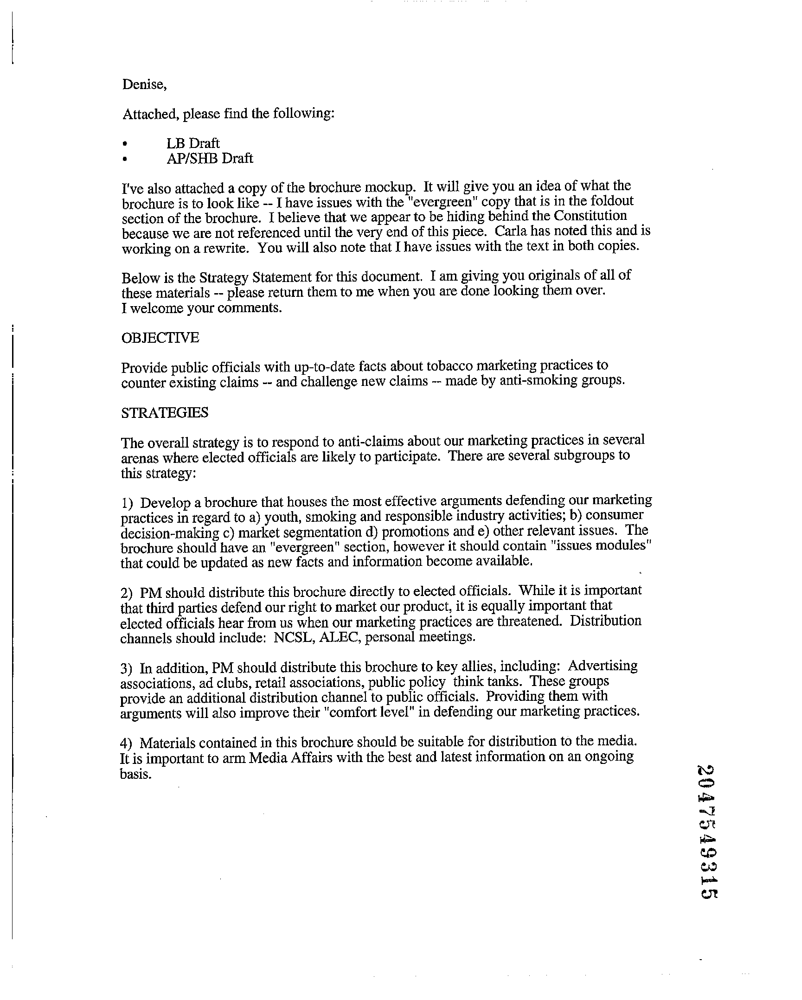 Denise,
Attached, please find the following:
• LB Draft
• AP/SHB Draft
I've also attached a copy of the brochure mockup. It will give you an idea of what the
brochure is to look like -- I have issues with the "evergreen" copy that is in the foldout
section of the brochure. I believe that we appear to be hiding behind the Constitution
because we are not referenced until the very end of this piece. Carla has noted this and is
working on a rewrite. You will also note that I have issues with the text in both copies.
Below is the Strategy Statement for this document. I am giving you originals of all of
these materials -- please return them to me when you are done looking them over.
I welcome your comments.
OBJECTIVE
Provide public officials with up-to-date facts about tobacco marketing practices to
counter existing claims -- and challenge new claims -- made by anti-smoking groups.
STRATEGIES
The overall strategy is to respond to anti-claims about our marketing practices in several
arenas where elected officials are likely to participate. There are several subgroups to
this strategy:
1) Develop a brochure that houses the most effective arguments defending our marketing
practices in regard to a) youth, smoking and responsible industry activities; b) consumer
decision-making c) market segmentation d) promotions and e) other relevant issues. The
brochure should have an "evergreen" section, however it should contain "issues modules"
that could be updated as new facts and information become available.
2) PM should distribute this brochure directly to elected officials. While it is important
that third parties defend our right to market our product, it is equally important that
elected officials hear from us when our marketing practices are threatened. Distribution
channels should include: NCSL, ALEC, personal meetings.
3) In addition, PM should distribute this brochure to key allies, including: Advertising
associations, ad clubs, retail associations, public policy think tanks. These groups
provide an additional distribution channel to public officials. Providing them with
arguments will also improve their "comfort level" in defending our marketing practices.
4) Materials contained in this brochure should be suitable for distribution to the media.
It is important to arm Media Affairs with the best and latest information on an ongoing
basis.
2047549315